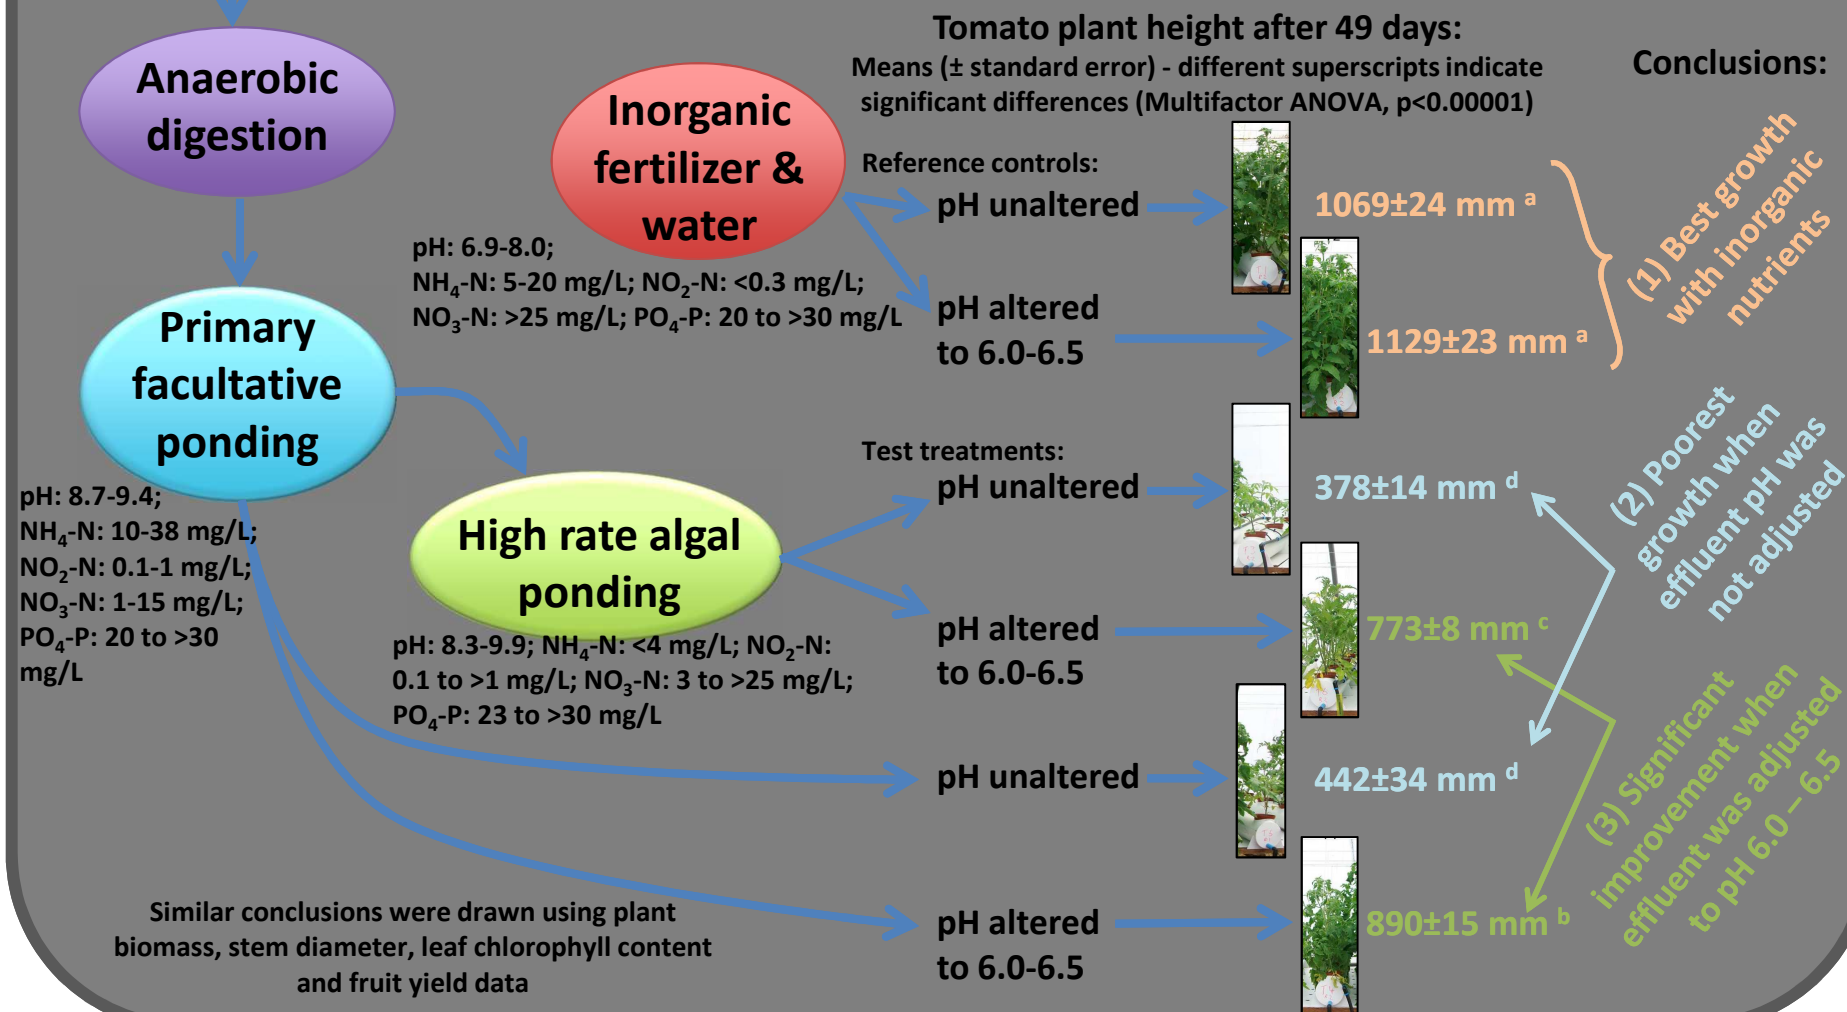 Anaerobic
digestion
Inorganic
fertilizer &
water
pH: 6.9-8.0;
NH₄-N: 5-20 mg/L; NO₂-N: <0.3 mg/L;
NO₃-N: >25 mg/L; PO₄-P: 20 to >30 mg/L
Primary
facultative
ponding
pH: 8.7-9.4;
NH₄-N: 10-38 mg/L;
NO₂-N: 0.1-1 mg/L;
NO₃-N: 1-15 mg/L;
PO₄-P: 20 to >30
mg/L
High rate algal
ponding
pH: 8.3-9.9; NH₄-N: <4 mg/L; NO₂-N:
0.1 to >1 mg/L; NO₃-N: 3 to >25 mg/L;
PO₄-P: 23 to >30 mg/L
Similar conclusions were drawn using plant
biomass, stem diameter, leaf chlorophyll content
and fruit yield data
Tomato plant height after 49 days:
Means (± standard error) - different superscripts indicate
significant differences (Multifactor ANOVA, p<0.00001)
Reference controls:
pH unaltered
1069±24 mm ᵃ
pH altered
to 6.0-6.5
1129±23 mm ᵃ
Test treatments:
pH unaltered
378±14 mm ᵈ
pH altered
to 6.0-6.5
773±8 mm ᶜ
pH unaltered
442±34 mm ᵈ
pH altered
to 6.0-6.5
890±15 mm ᵇ
Conclusions:
(1) Best growth
with inorganic
nutrients
(2) Poorest
growth when
effluent pH was
not adjusted
(3) Significant
improvement when
effluent was adjusted
to pH 6.0 – 6.5